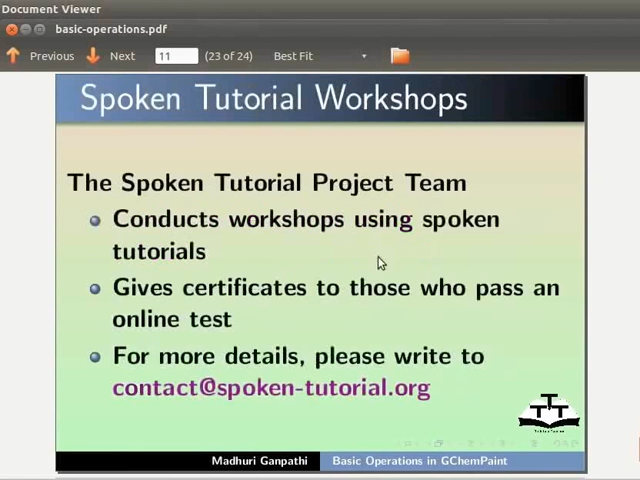 Document Viewer
basic-operations.pdf
Previous Next 11 (23 of 24) Best Fit
Spoken Tutorial Workshops
The Spoken Tutorial Project Team
Conducts workshops using spoken
tutorials
Gives certificates to those who pass an
online test
For more details, please write to
contact@spoken-tutorial.org
Madhuri Ganpathi Basic Operations in GChemPaint